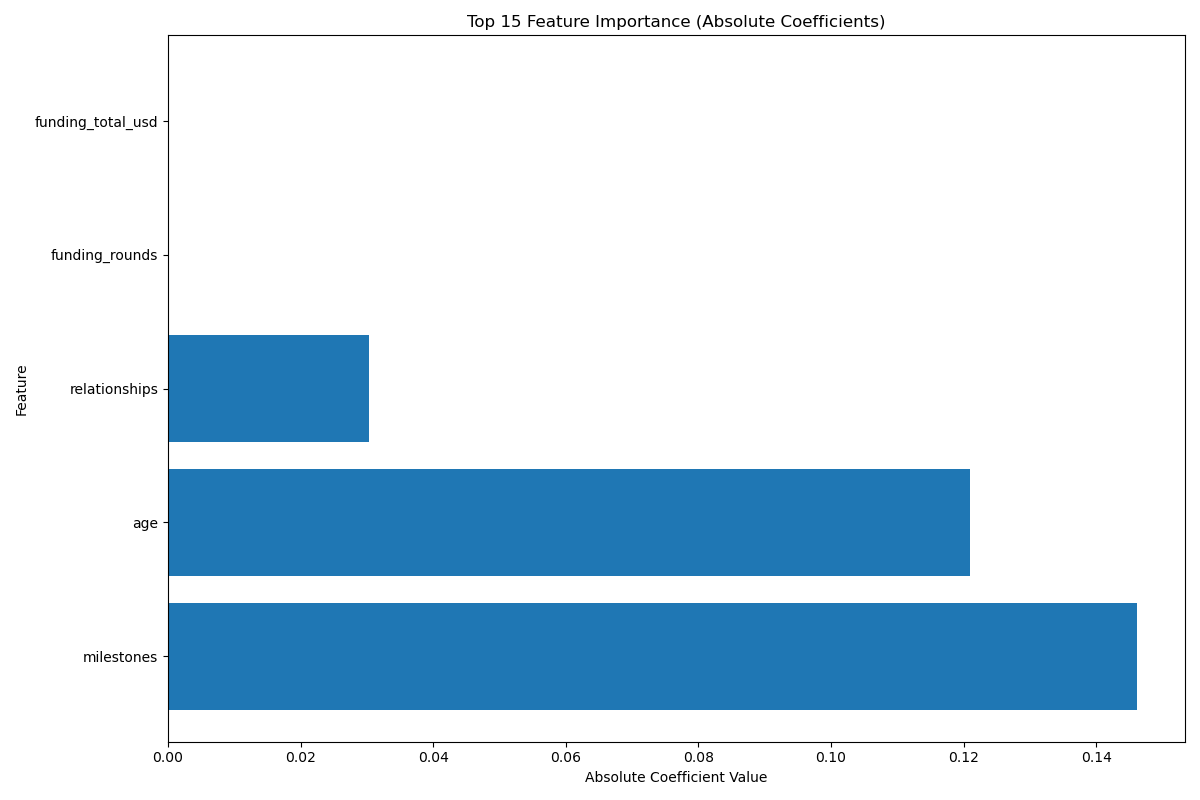 Top 15 Feature Importance (Absolute Coefficients)
Feature
funding_total_usd
funding_rounds
relationships
age
milestones
0.00 0.02 0.04 0.06 0.08 0.10 0.12 0.14
Absolute Coefficient Value